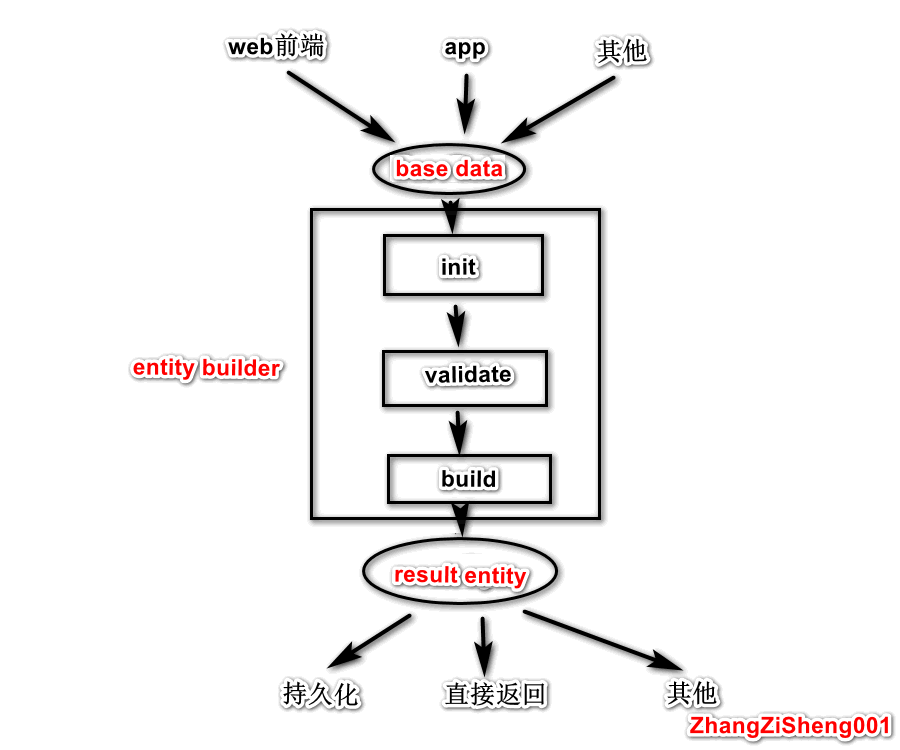 web前端
app
其他
base data
init
entity builder
validate
build
result entity
持久化
直接返回
其他
ZhangZiSheng001